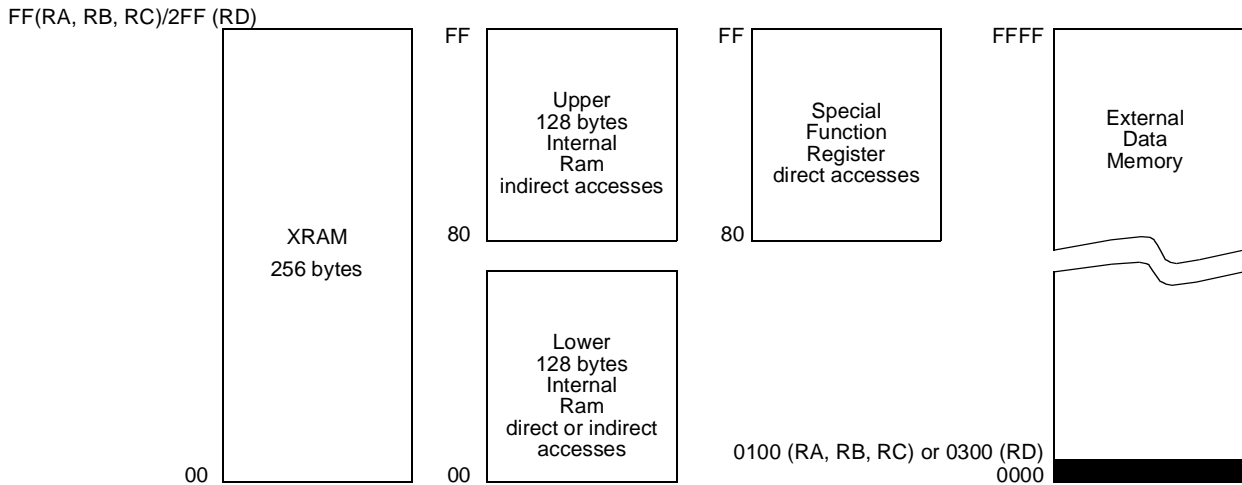 FF(RA, RB, RC)/2FF (RD)
FF
FF
FFFF
Upper
128 bytes
Internal
Ram
indirect accesses
Special
Function
Register
direct accesses
External
Data
Memory
80
80
XRAM
256 bytes
Lower
128 bytes
Internal
Ram
direct or indirect
accesses
0100 (RA, RB, RC) or 0300 (RD)
00
00
0000